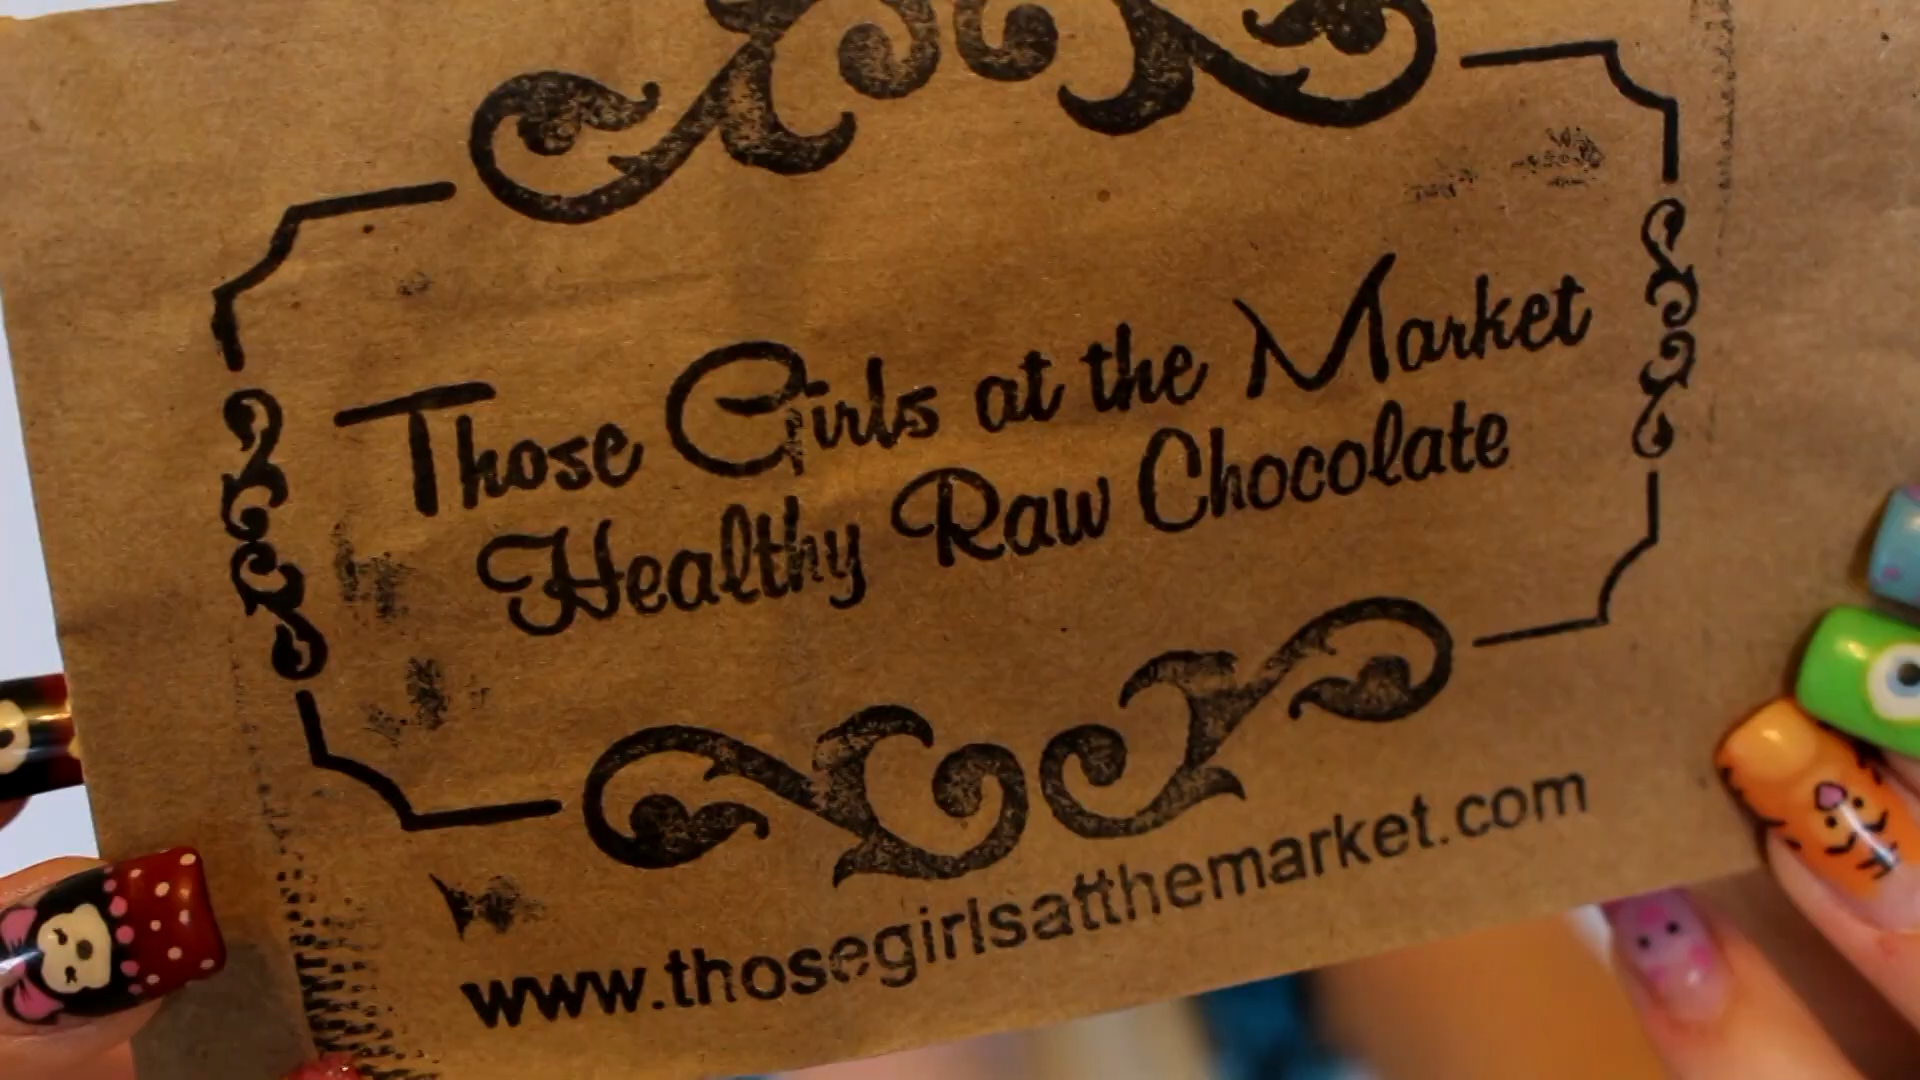 Those Girls at the Market
Healthy Raw Chocolate
www.thosegirlsatthemarket.com